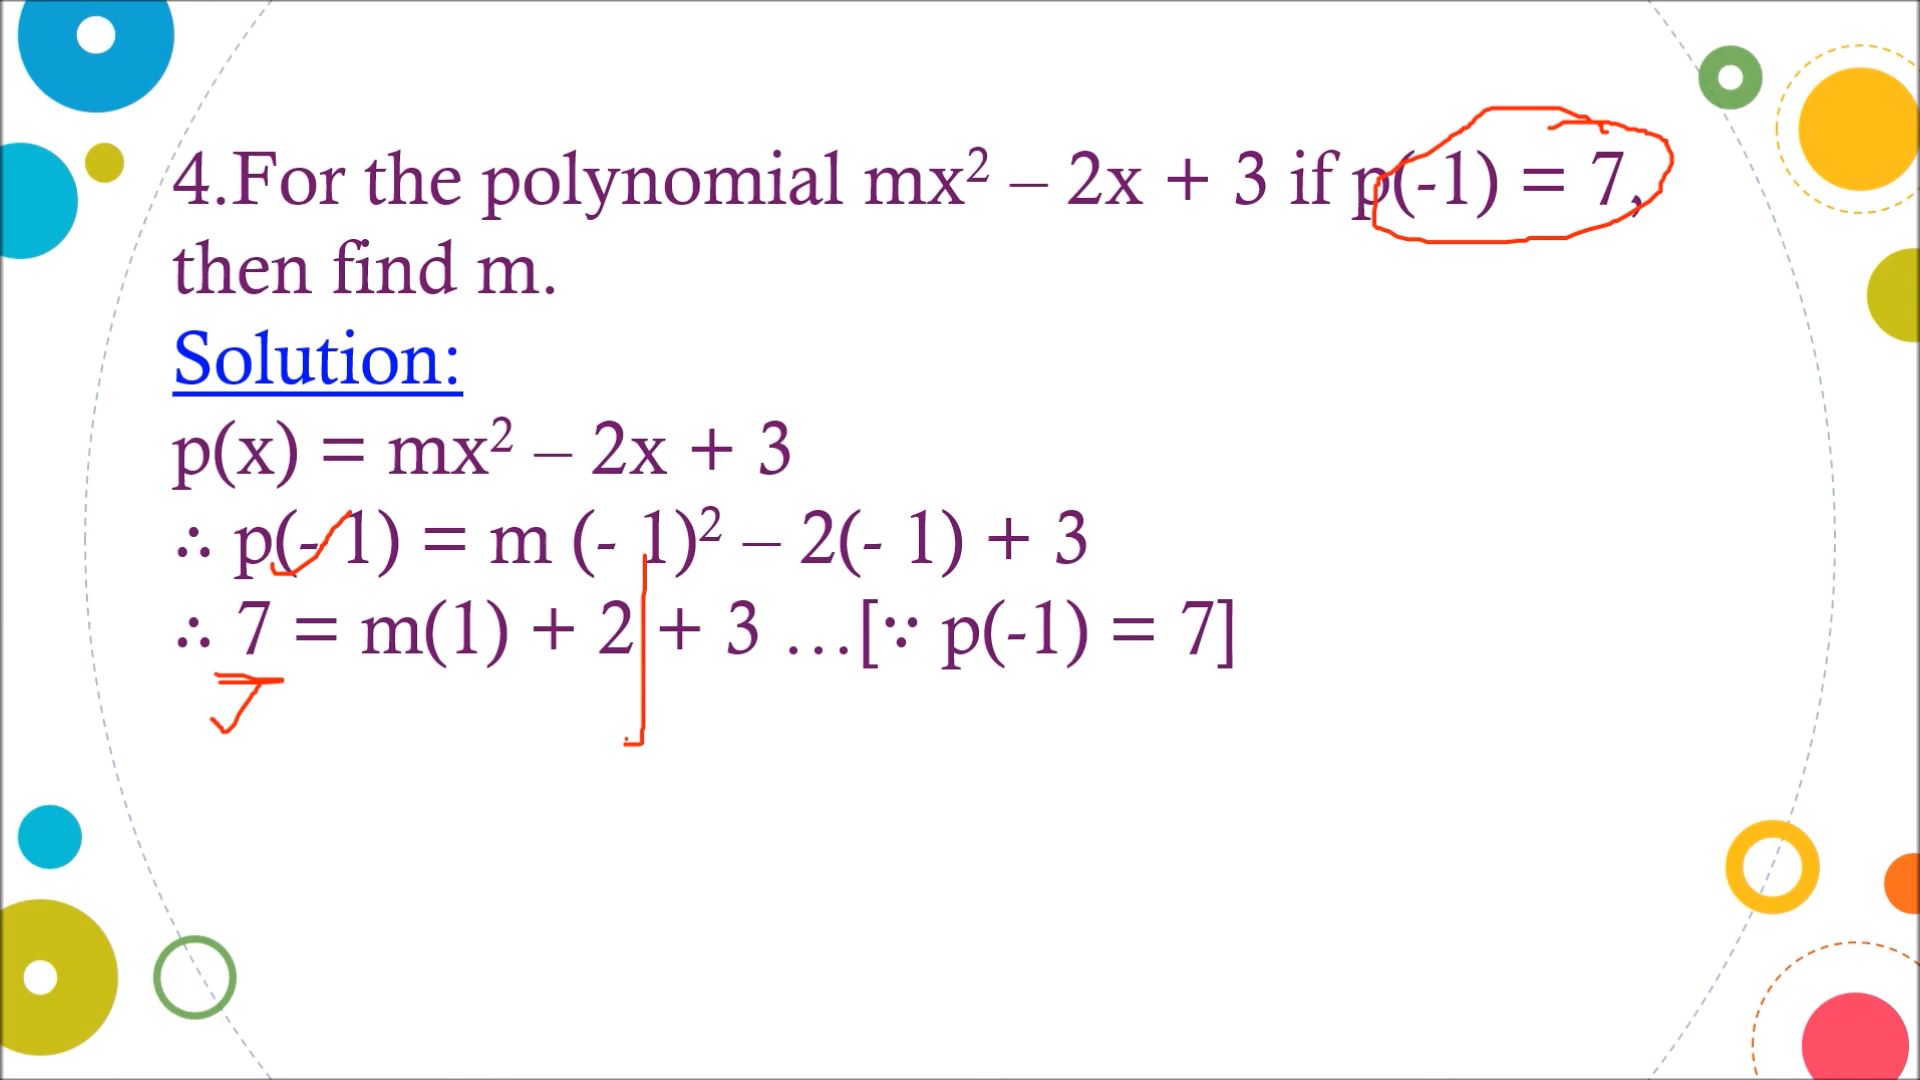 4.For the polynomial mx² – 2x + 3 if p(-1) = 7,
then find m.
Solution:
p(x) = mx² – 2x + 3
∴ p(- 1) = m (- 1)² – 2(- 1) + 3
∴ 7 = m(1) + 2 + 3 …[∵ p(-1) = 7]